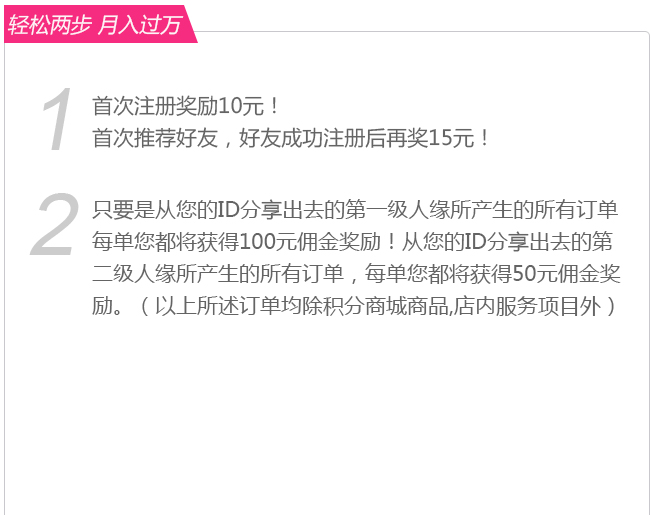 轻松两步 月入过万
1
首次注册奖励10元！
首次推荐好友，好友成功注册后再奖15元！
2
只要是从您的ID分享出去的第一级人缘所产生的所有订单
每单您都将获得100元佣金奖励！从您的ID分享出去的第
二级人缘所产生的所有订单，每单您都将获得50元佣金奖
励。（以上所述订单均除积分商城商品,店内服务项目外）